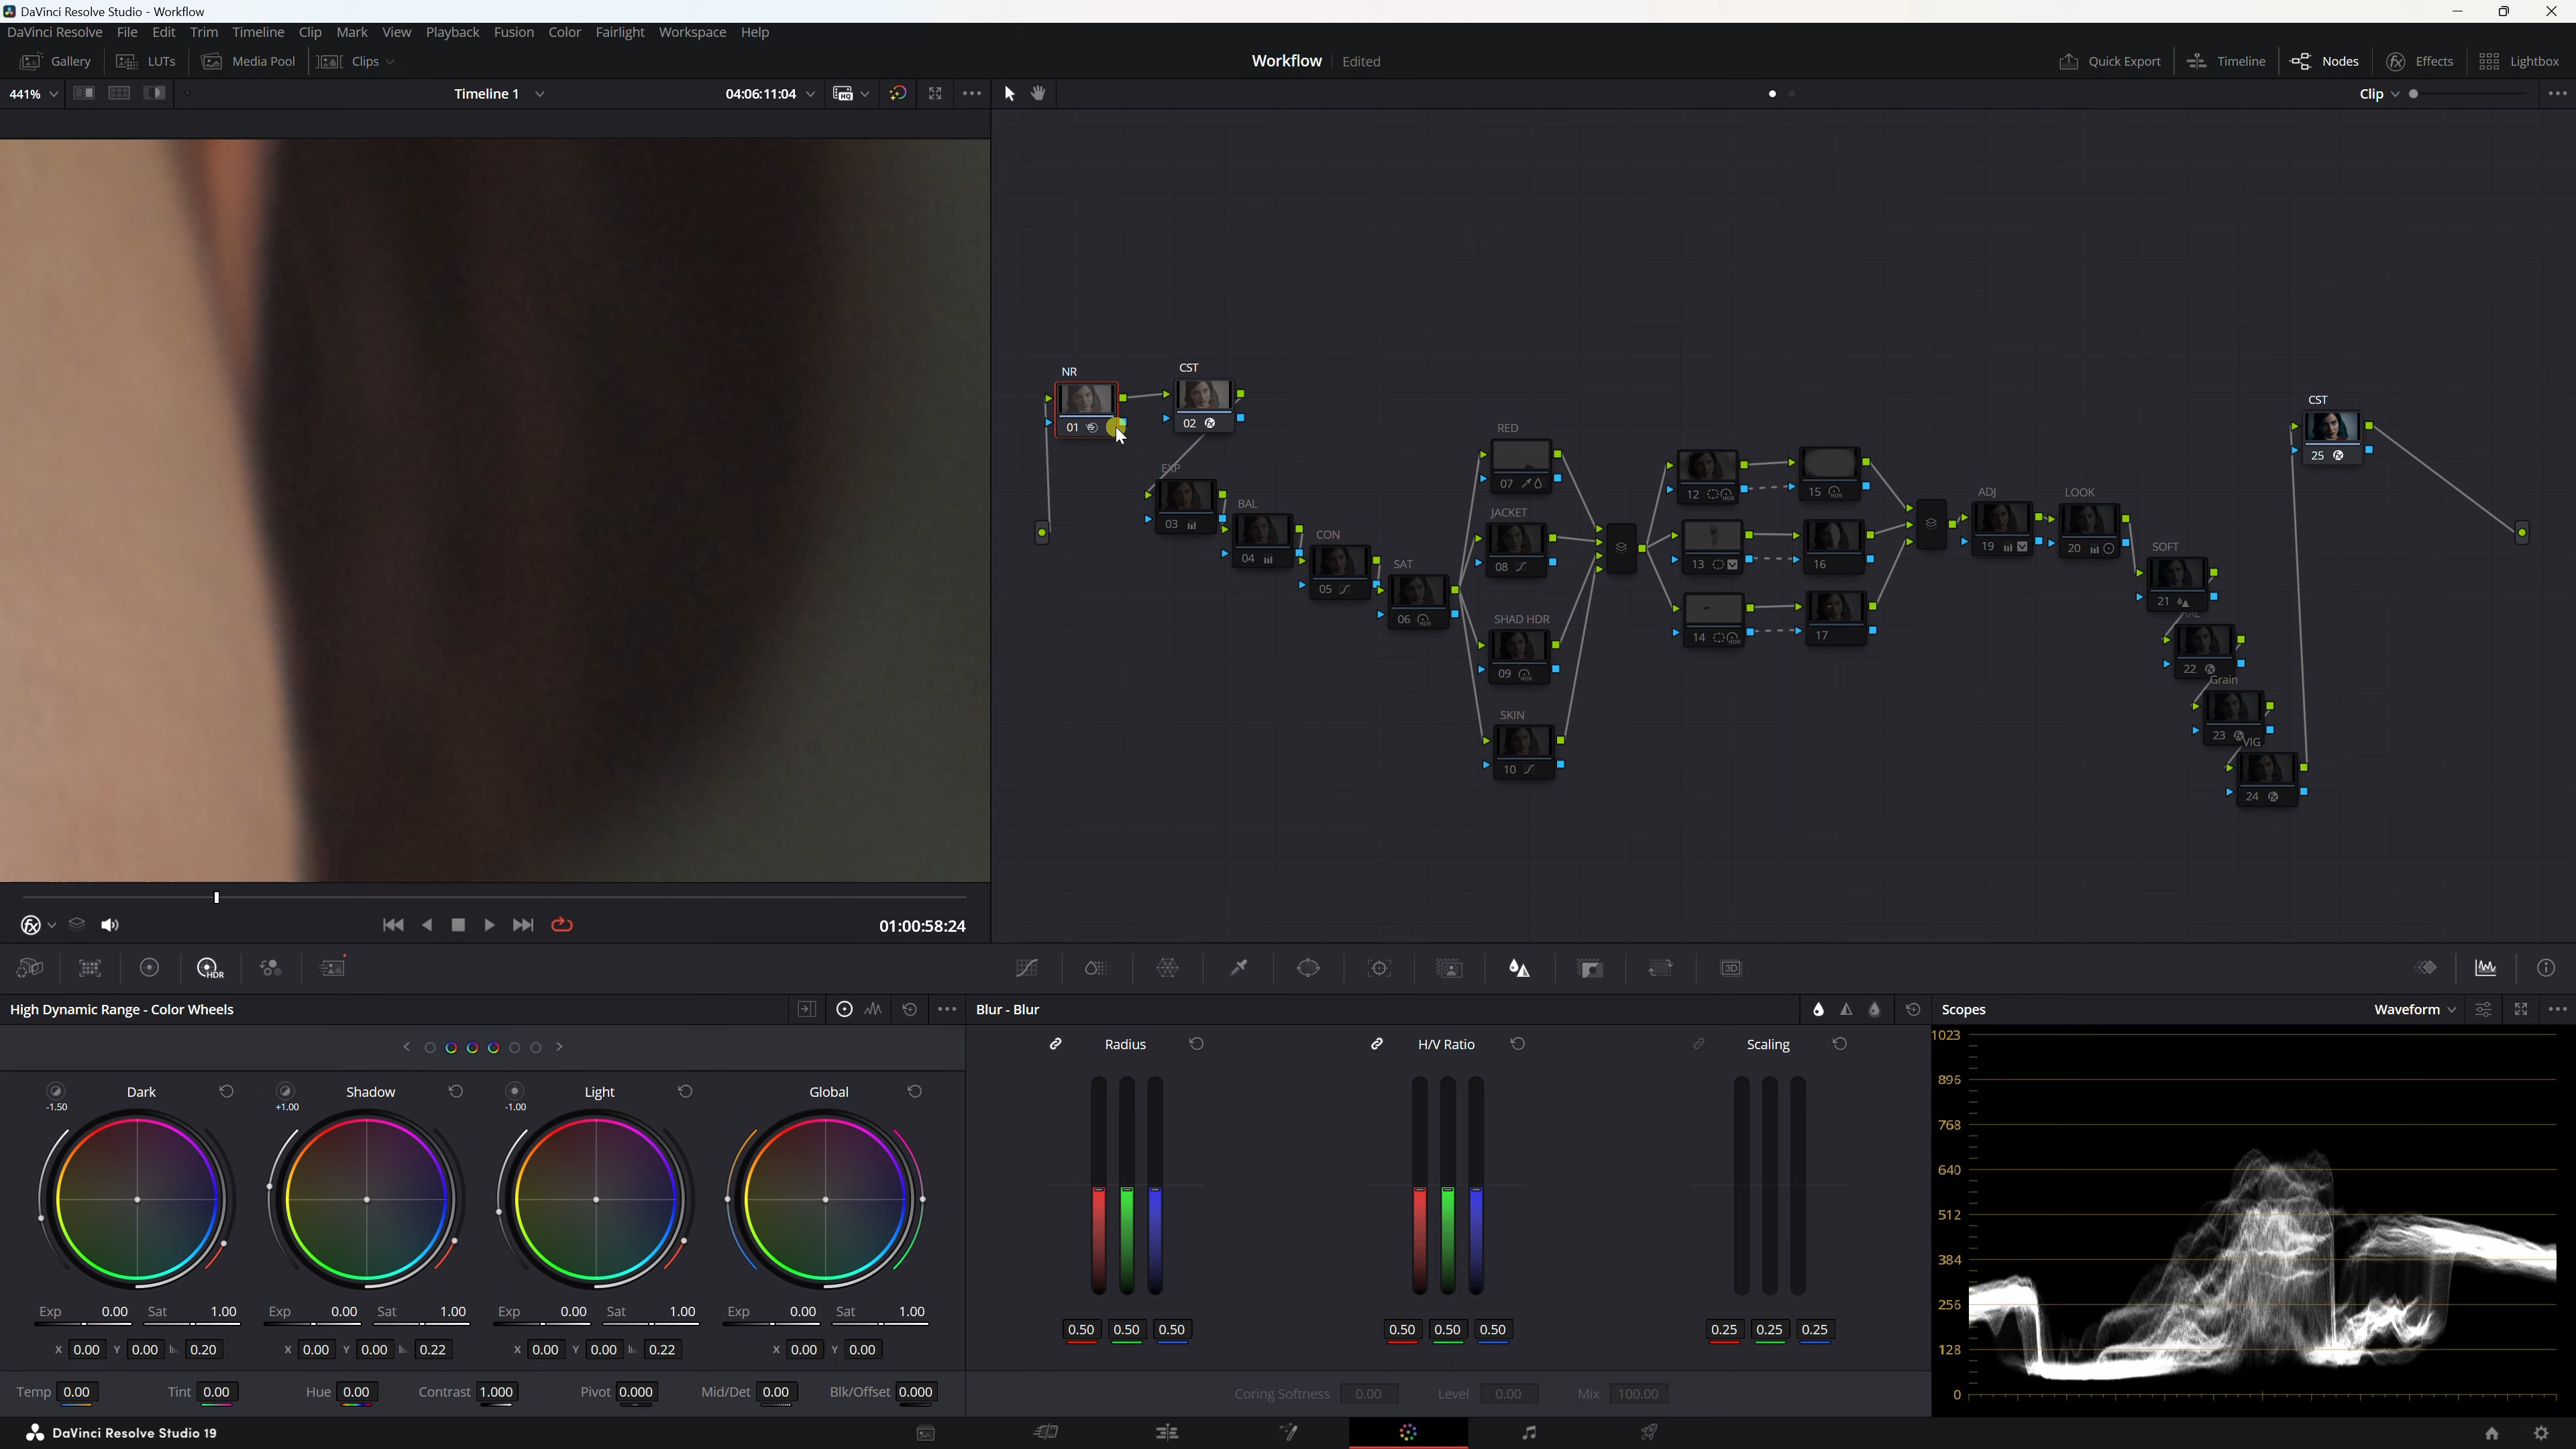 DaVinci Resolve Studio - Workflow
DaVinci Resolve File Edit Trim Timeline Clip Mark View Playback Fusion Color Fairlight Workspace Help
Gallery LUTs Media Pool Clips Workflow Edited Quick Export Timeline Nodes Effects Lightbox
441% Timeline 1 04:06:11:04 Clip
NR CST
01 02
CST
25
EXP
03
BAL
04
CON
05
SAT
06
RED
07
JACKET
08
SHAD HDR
09
SKIN
10
12 15
13 16
14 17
ADJ LOOK
19 20
SOFT
21
22
Grain
23
VIG
24
01:00:58:24
HDR 3D
High Dynamic Range - Color Wheels Blur - Blur Scopes Waveform
Radius H/V Ratio Scaling
Dark Shadow Light Global
-1.50 +1.00 -1.00
Exp 0.00 Sat 1.00 Exp 0.00 Sat 1.00 Exp 0.00 Sat 1.00 Exp 0.00 Sat 1.00
X 0.00 Y 0.00 0.20 X 0.00 Y 0.00 0.22 X 0.00 Y 0.00 0.22 X 0.00 Y 0.00
Temp 0.00 Tint 0.00 Hue 0.00 Contrast 1.000 Pivot 0.000 Mid/Det 0.00 Blk/Offset 0.000
0.50 0.50 0.50 0.50 0.50 0.50 0.25 0.25 0.25
Coring Softness 0.00 Level 0.00 Mix 100.00
1023
896
768
640
512
384
256
128
0
DaVinci Resolve Studio 19